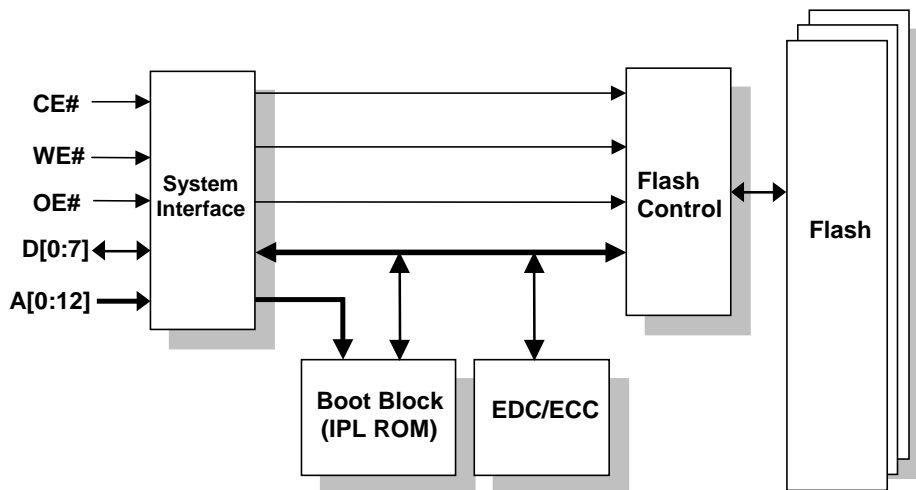 CE#
WE#
OE#
D[0:7]
A[0:12]
System
Interface
Flash
Control
Flash
Boot Block
(IPL ROM)
EDC/ECC